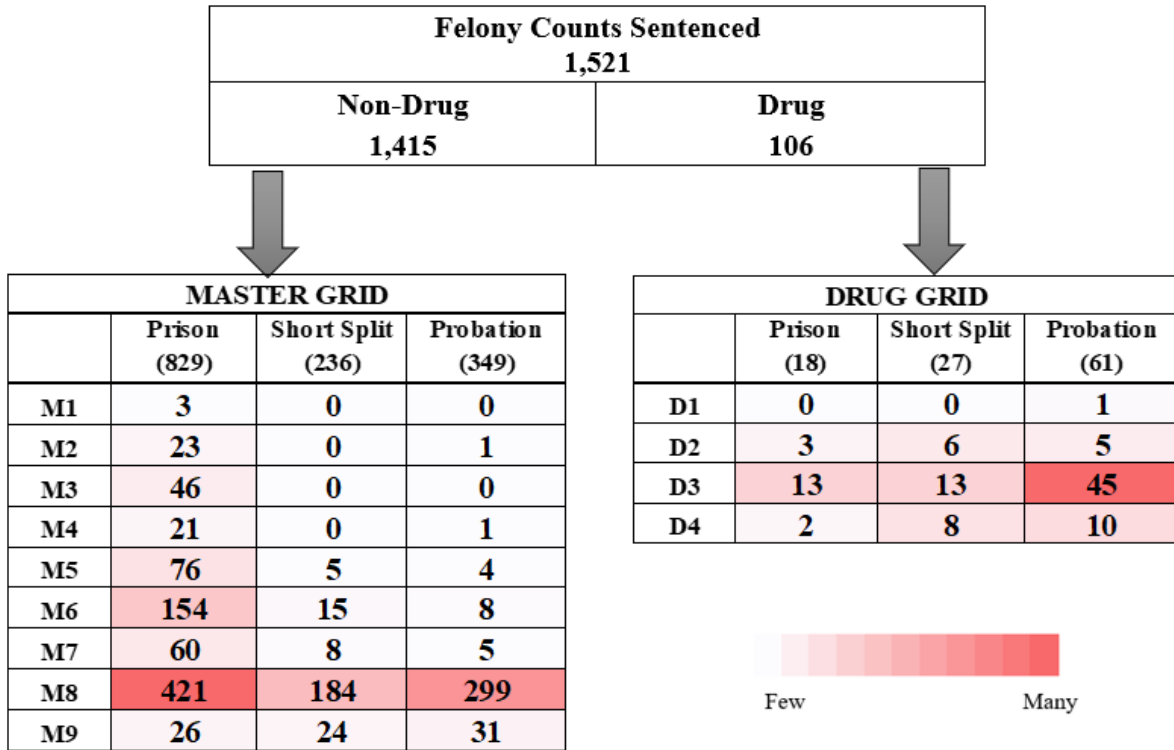 Felony Counts Sentenced
1,521
Non-Drug Drug
1,415 106
MASTER GRID
Prison Short Split Probation
(829) (236) (349)
M1 3 0 0
M2 23 0 1
M3 46 0 0
M4 21 0 1
M5 76 5 4
M6 154 15 8
M7 60 8 5
M8 421 184 299
M9 26 24 31
DRUG GRID
Prison Short Split Probation
(18) (27) (61)
D1 0 0 1
D2 3 6 5
D3 13 13 45
D4 2 8 10
Few Many